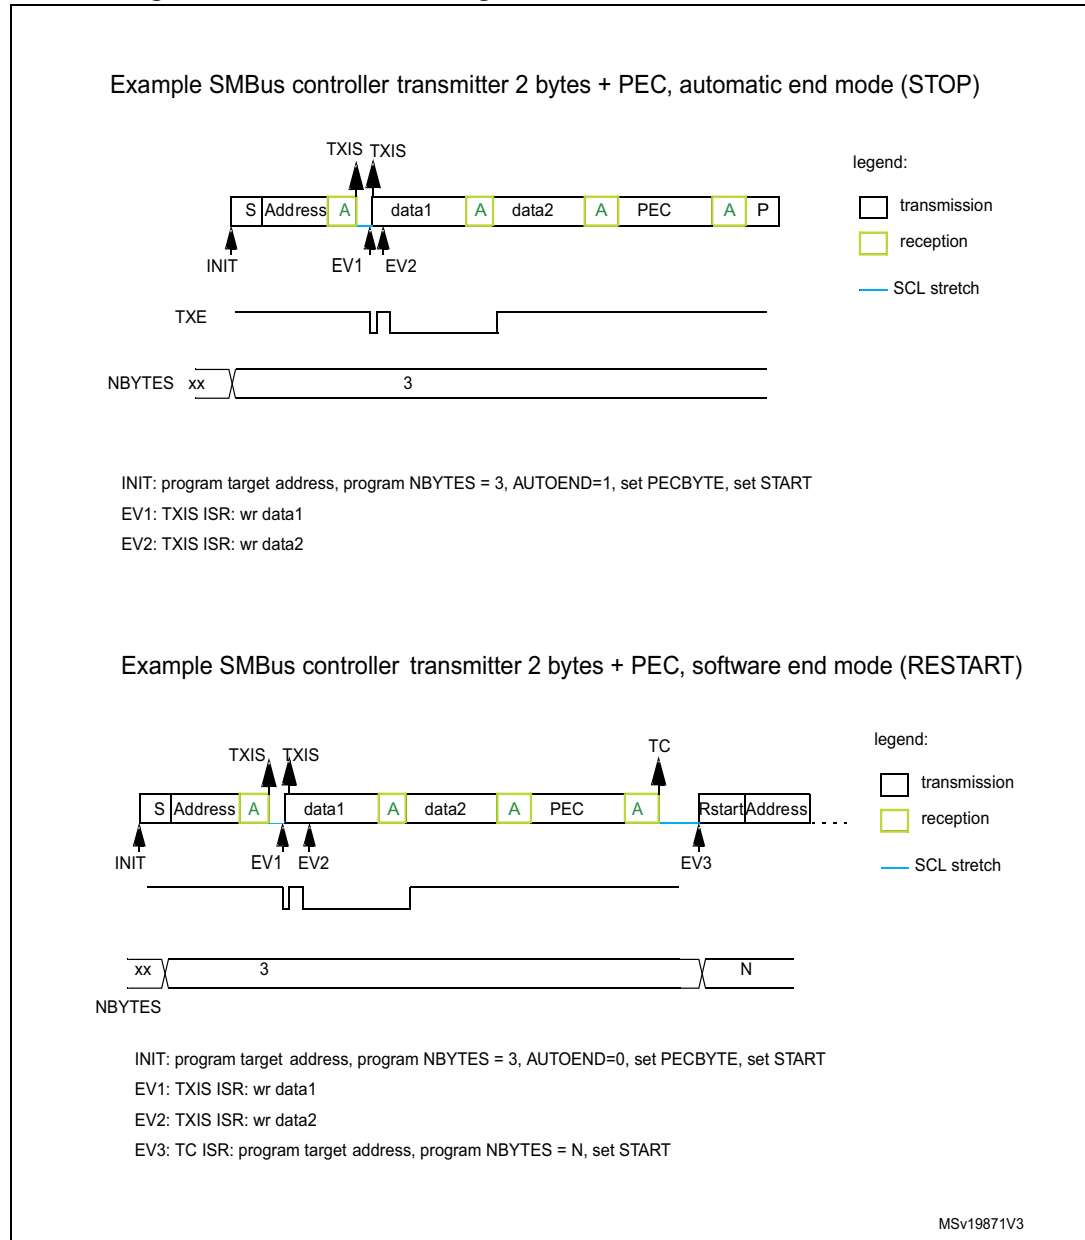 Example SMBus controller transmitter 2 bytes + PEC, automatic end mode (STOP)
TXIS TXIS
legend:
S Address A data1 A data2 A PEC A P
transmission
reception
INIT EV1 EV2
SCL stretch
TXE
NBYTES xx 3
INIT: program target address, program NBYTES = 3, AUTOEND=1, set PECBYTE, set START
EV1: TXIS ISR: wr data1
EV2: TXIS ISR: wr data2
Example SMBus controller transmitter 2 bytes + PEC, software end mode (RESTART)
TXIS TXIS TC
legend:
transmission
S Address A data1 A data2 A PEC A Rstart Address
reception
INIT EV1 EV2 EV3
SCL stretch
xx 3 N
NBYTES
INIT: program target address, program NBYTES = 3, AUTOEND=0, set PECBYTE, set START
EV1: TXIS ISR: wr data1
EV2: TXIS ISR: wr data2
EV3: TC ISR: program target address, program NBYTES = N, set START
MSv19871V3